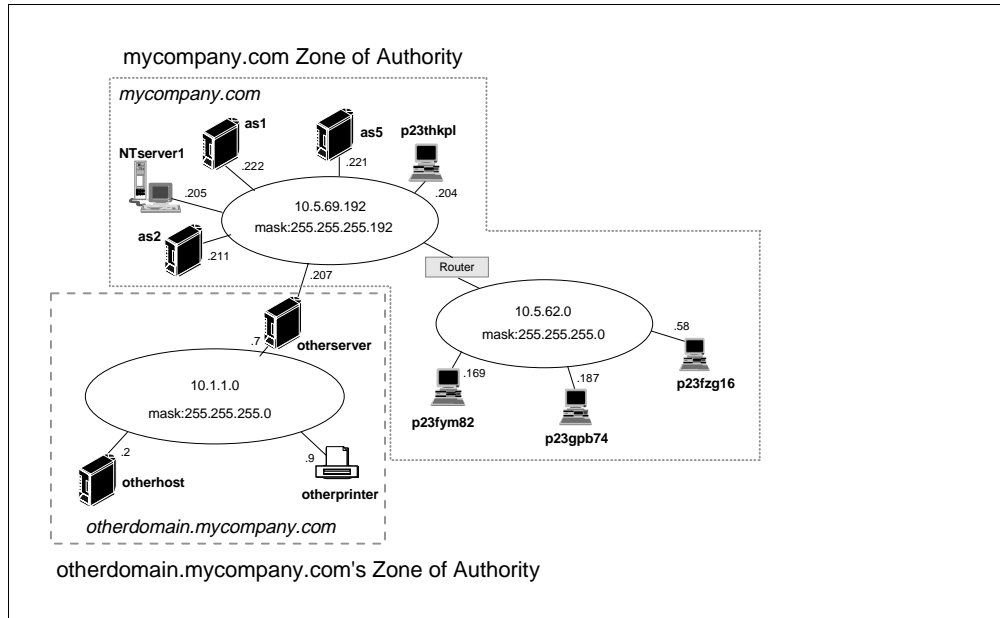 mycompany.com Zone of Authority
mycompany.com
as1
as5
p23thkpl
NTserver1
.222
.221
.204
.205
10.5.69.192
mask:255.255.255.192
as2
.211
.207
Router
otherserver
.7
10.5.62.0
mask:255.255.255.0
.58
p23fzg16
.169
.187
p23fym82
p23gpb74
10.1.1.0
mask:255.255.255.0
.2
.9
otherhost
otherprinter
otherdomain.mycompany.com
otherdomain.mycompany.com's Zone of Authority